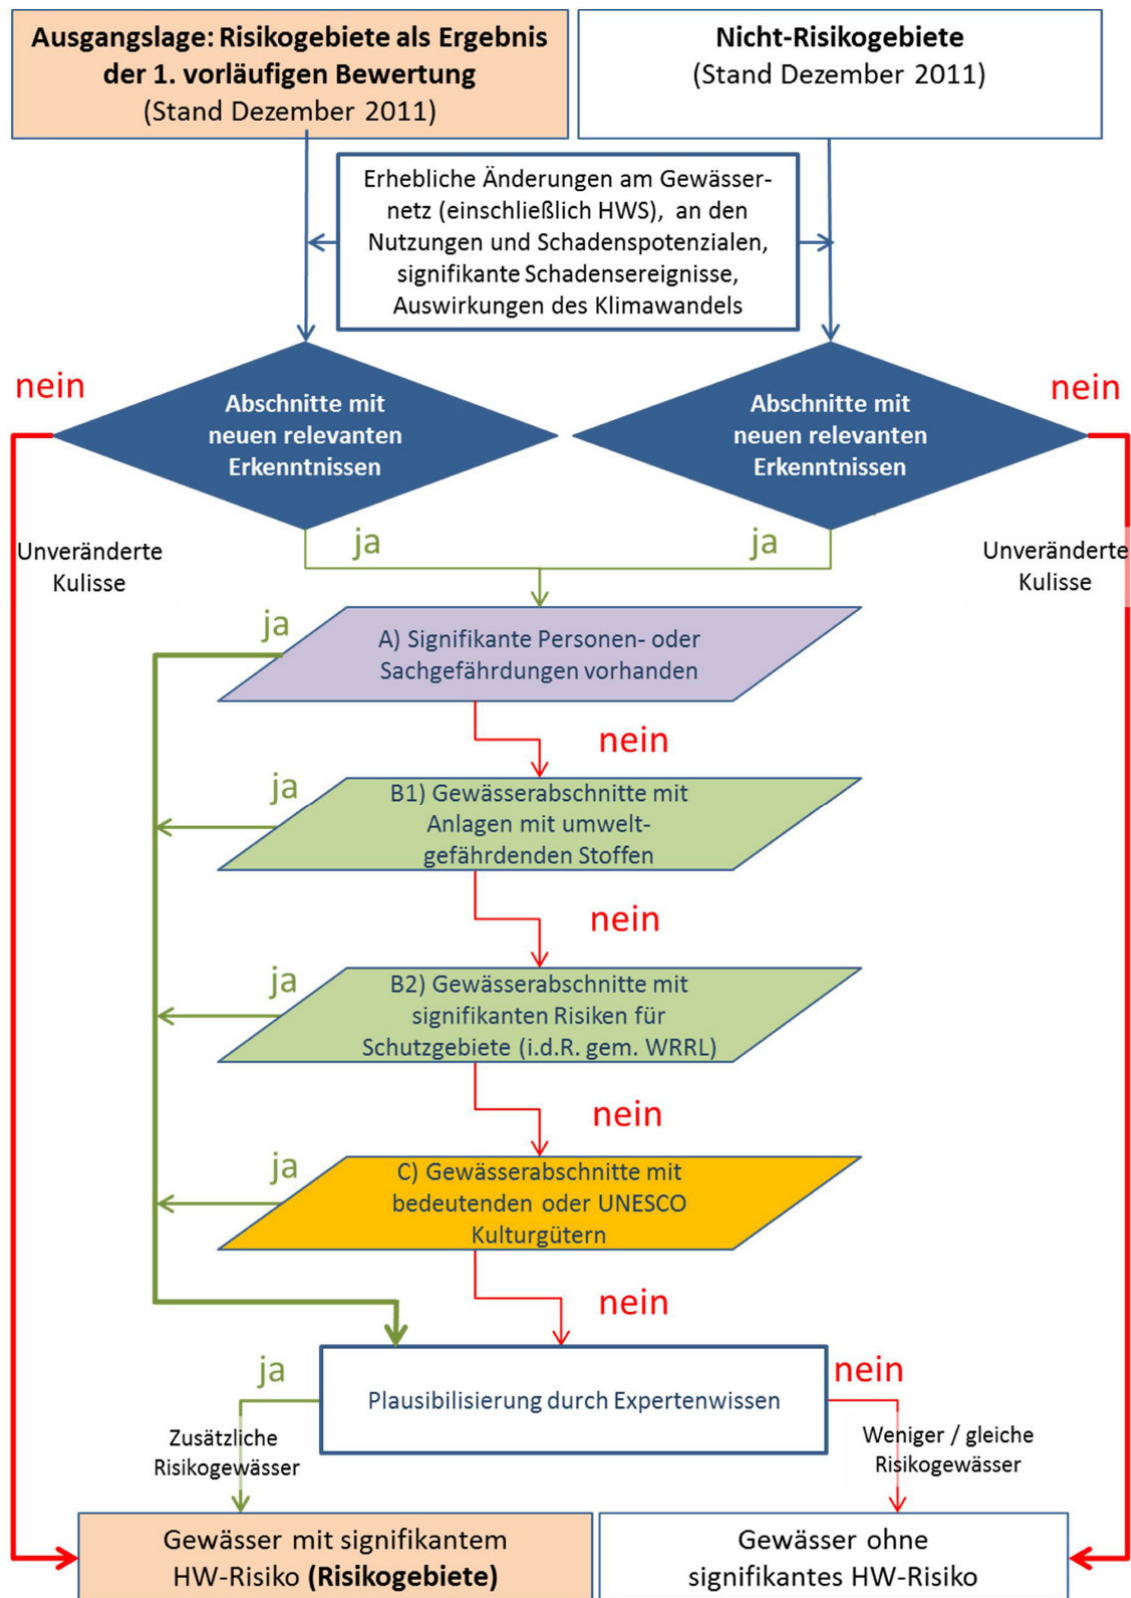 Ausgangslage: Risikogebiete als Ergebnis
der 1. vorläufigen Bewertung
(Stand Dezember 2011)
Nicht-Risikogebiete
(Stand Dezember 2011)
Erhebliche Änderungen am Gewässer-
netz (einschließlich HWS), an den
Nutzungen und Schadenspotenzialen,
signifikante Schadensereignisse,
Auswirkungen des Klimawandels
nein
Abschnitte mit
neuen relevanten
Erkenntnissen
Abschnitte mit
neuen relevanten
Erkenntnissen
nein
Unveränderte
Kulisse
ja
ja
Unveränderte
Kulisse
ja
A) Signifikante Personen- oder
Sachgefährdungen vorhanden
nein
ja
B1) Gewässerabschnitte mit
Anlagen mit umwelt-
gefährdenden Stoffen
nein
ja
B2) Gewässerabschnitte mit
signifikanten Risiken für
Schutzgebiete (i.d.R. gem. WRRL)
nein
ja
C) Gewässerabschnitte mit
bedeutenden oder UNESCO
Kulturgütern
nein
ja
Plausibilisierung durch Expertenwissen
nein
Zusätzliche
Risikogewässer
Weniger / gleiche
Risikogewässer
Gewässer mit signifikantem
HW-Risiko (Risikogebiete)
Gewässer ohne
signifikantes HW-Risiko